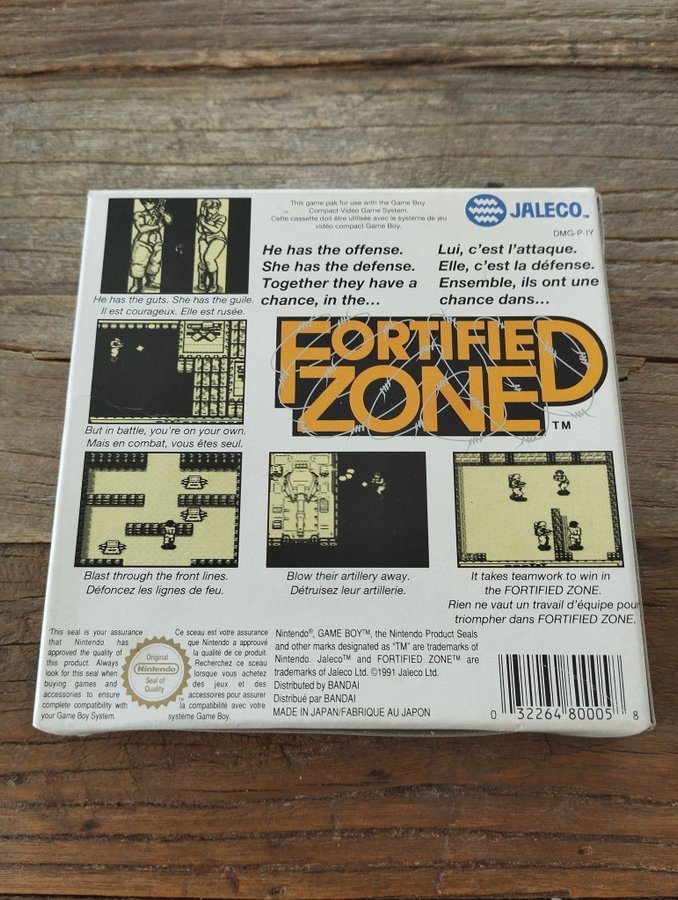 This game pak for use with the Game Boy
Compact Video Game System.
Cette cassette doit être utilisée avec le système de jeu
vidéo compact Game Boy.
JALECO™
DMG-P-IY
He has the guts. She has the guile.
Il est courageux. Elle est rusée.
He has the offense.
She has the defense.
Together they have a
chance, in the...
Lui, c'est l'attaque.
Elle, c'est la défense.
Ensemble, ils ont une
chance dans...
FORTIFIED
ZONE™
But in battle, you're on your own.
Mais en combat, vous êtes seul.
Blast through the front lines.
Défoncez les lignes de feu.
Blow their artillery away.
Détruisez leur artillerie.
It takes teamwork to win in
the FORTIFIED ZONE.
Rien ne vaut un travail d'équipe pour
triompher dans FORTIFIED ZONE.
This seal is your assurance
that Nintendo has
approved the quality of
this product. Always
look for this seal when
buying games and
accessories to ensure
complete compatibility with
your Game Boy System.
Original
Nintendo
Seal of
Quality
Ce sceau est votre assurance
que Nintendo a approuvé
la qualité de ce produit.
Recherchez ce sceau
lorsque vous achetez
des jeux et des
accessoires pour assurer
la compatibilité avec votre
système Game Boy.
Nintendo®, GAME BOY™, the Nintendo Product Seals
and other marks designated as "TM" are trademarks of
Nintendo. Jaleco™ and FORTIFIED ZONE™ are
trademarks of Jaleco Ltd. ©1991 Jaleco Ltd.
Distributed by BANDAI
Distribué par BANDAI
MADE IN JAPAN/FABRIQUE AU JAPON
0 32264 80005 8